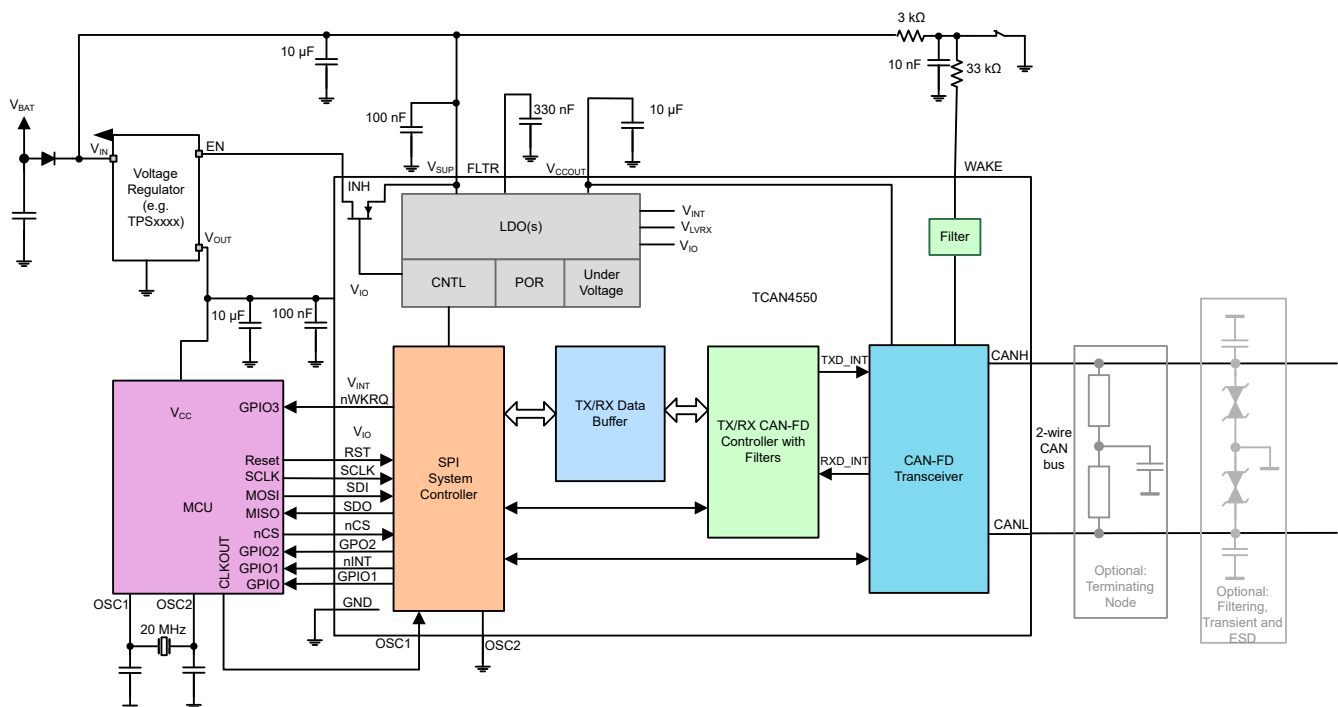 3 kΩ
10 µF
10 nF
33 kΩ
VBAT
100 nF
330 nF
10 µF
VIN
EN
VSUP
FLTR
VCCOUT
WAKE
Voltage
Regulator
(e.g.
TPSxxxx)
INH
VOUT
LDO(s)
VINT
VLVRX
VIO
Filter
VIO
CNTL
POR
Under
Voltage
TCAN4550
10 µF
100 nF
TXD_INT
CANH
VINT
nWKRQ
GPIO3
VCC
TX/RX Data
Buffer
TX/RX CAN-FD
Controller with
Filters
2-wire
CAN
bus
VIO
RXD_INT
CAN-FD
Transceiver
SPI
System
Controller
Reset
RST
SCLK
SCLK
MOSI
SDI
MCU
MISO
SDO
nCS
nCS
CANL
GPIO2
GPO2
GPIO1
nINT
GPIO
GPIO1
CLKOUT
GND
OSC1
OSC2
20 MHz
OSC1
OSC2
Optional:
Terminating
Node
Optional:
Filtering,
Transient and
ESD